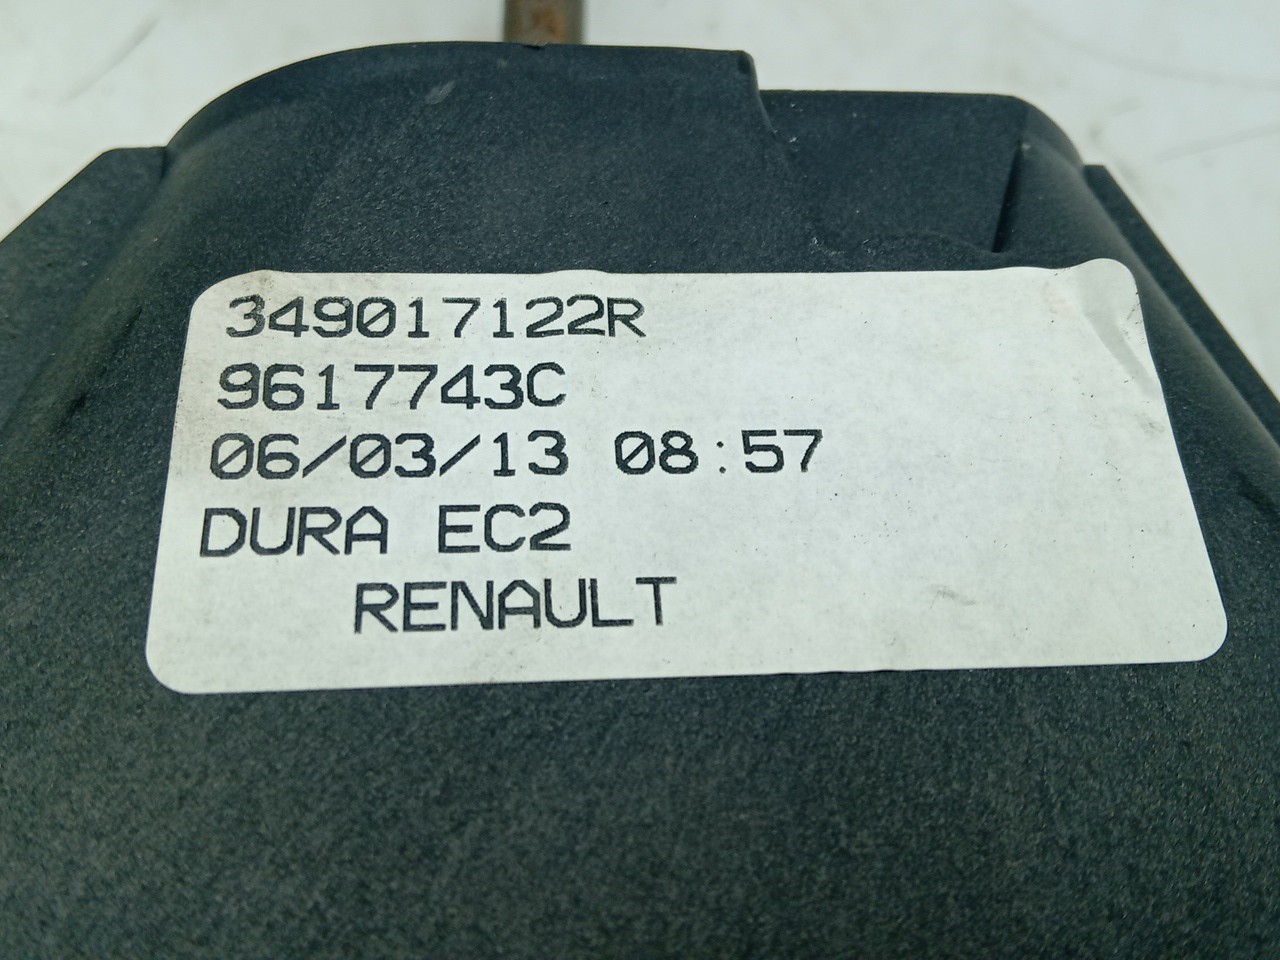 349017122R
9617743C
06/03/13 08:57
DURA EC2
RENAULT